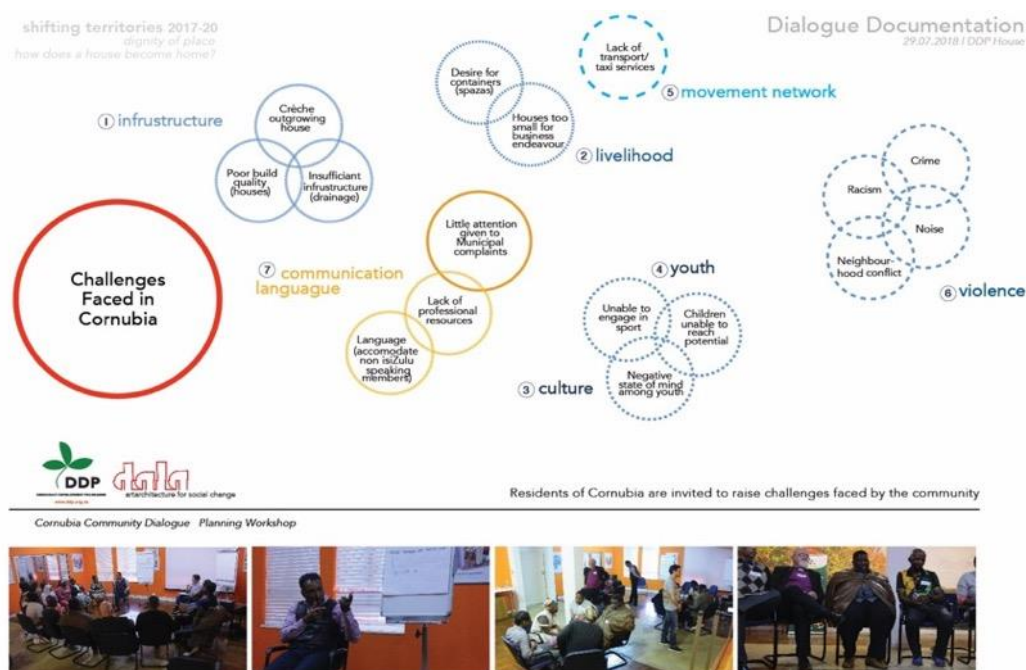 shifting territories 2017-20
dignity of place
how does a house become home?
Dialogue Documentation
29.07.2018 | DDP House
Lack of
transport/
taxi services
5 movement network
Desire for
containers
(spazas)
Houses too
small for
business
endeavour
2 livelihood
1 infrustructure
Crèche
outgrowing
house
Poor build
quality
(houses)
Insufficiant
infrustructure
(drainage)
Crime
Racism
Noise
Neighbour-
hood conflict
6 violence
Challenges
Faced in
Cornubia
Little attention
given to
Municipal
complaints
7 communication
languague
Lack of
professional
resources
Language
(accomodate
non isiZulu
speaking
members)
4 youth
Unable to
engage in
sport
Children
unable to
reach
potential
Negative
state of mind
among youth
3 culture
DDP
www.ddp.org.za
dala
artarchitecture for social change
Residents of Cornubia are invited to raise challenges faced by the community
Cornubia Community Dialogue Planning Workshop